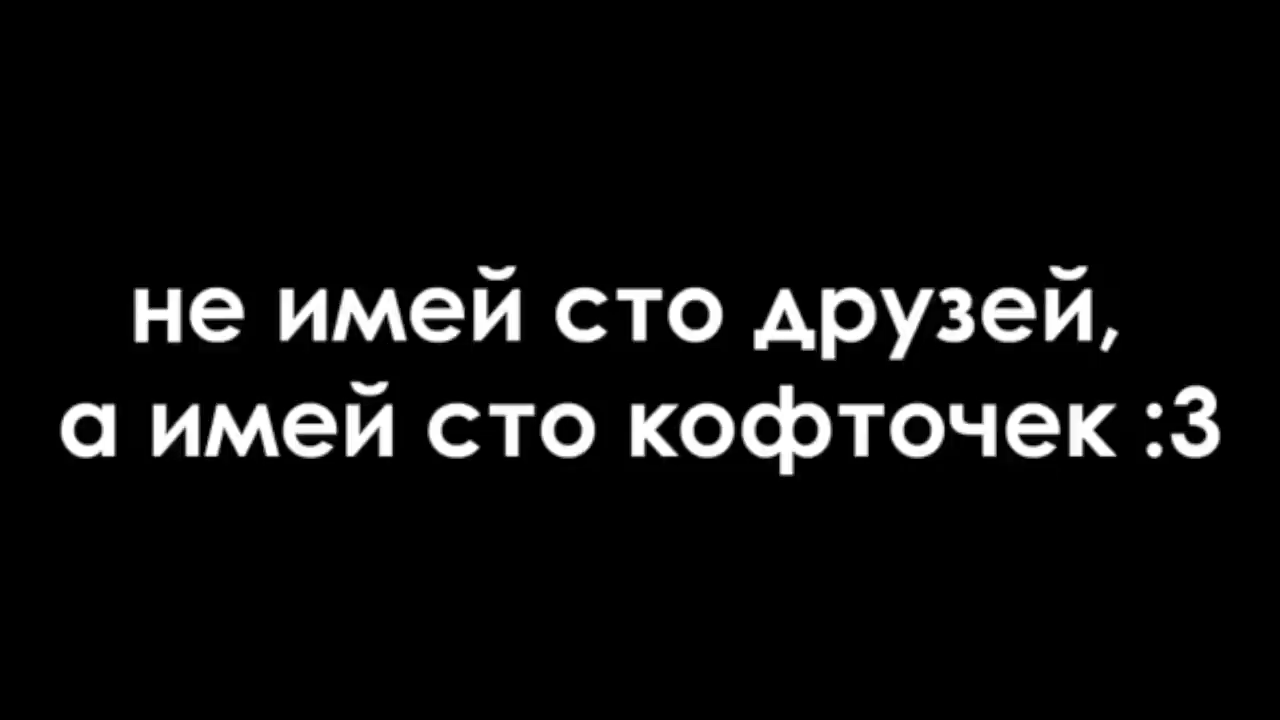 не имей сто друзей,
а имей сто кофточек :3